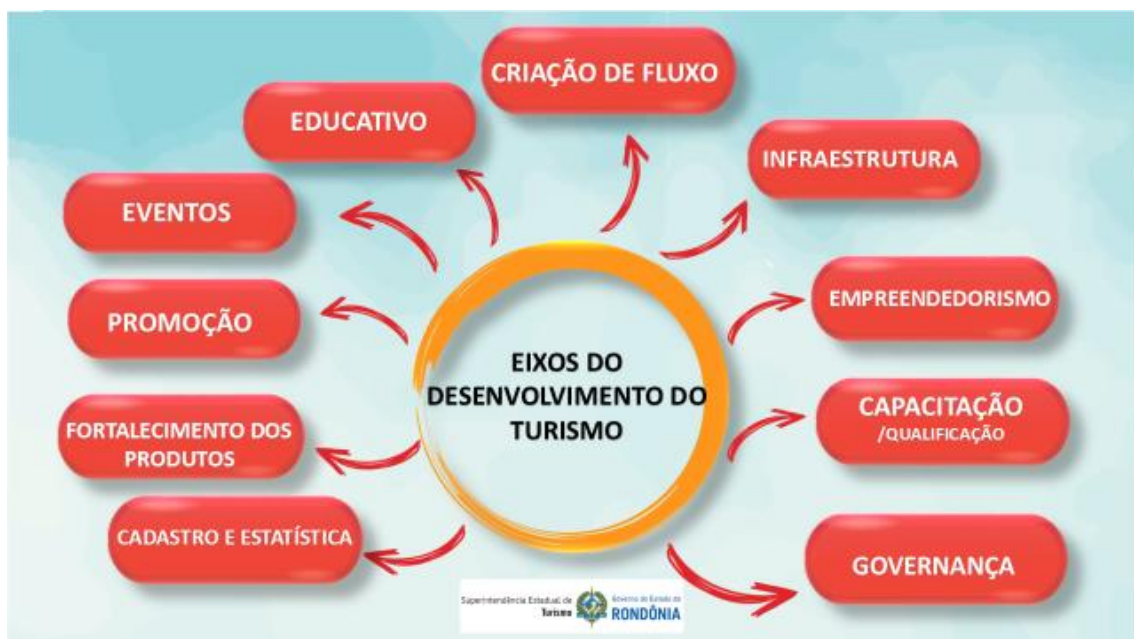 CRIAÇÃO DE FLUXO
EDUCATIVO
INFRAESTRUTURA
EVENTOS
EMPREENDEDORISMO
PROMOÇÃO
EIXOS DO
DESENVOLVIMENTO DO
TURISMO
CAPACITAÇÃO
/QUALIFICAÇÃO
FORTALECIMENTO DOS
PRODUTOS
CADASTRO E ESTATÍSTICA
GOVERNANÇA
Superintendência Estadual de
Turismo
Governo do Estado de
RONDÔNIA